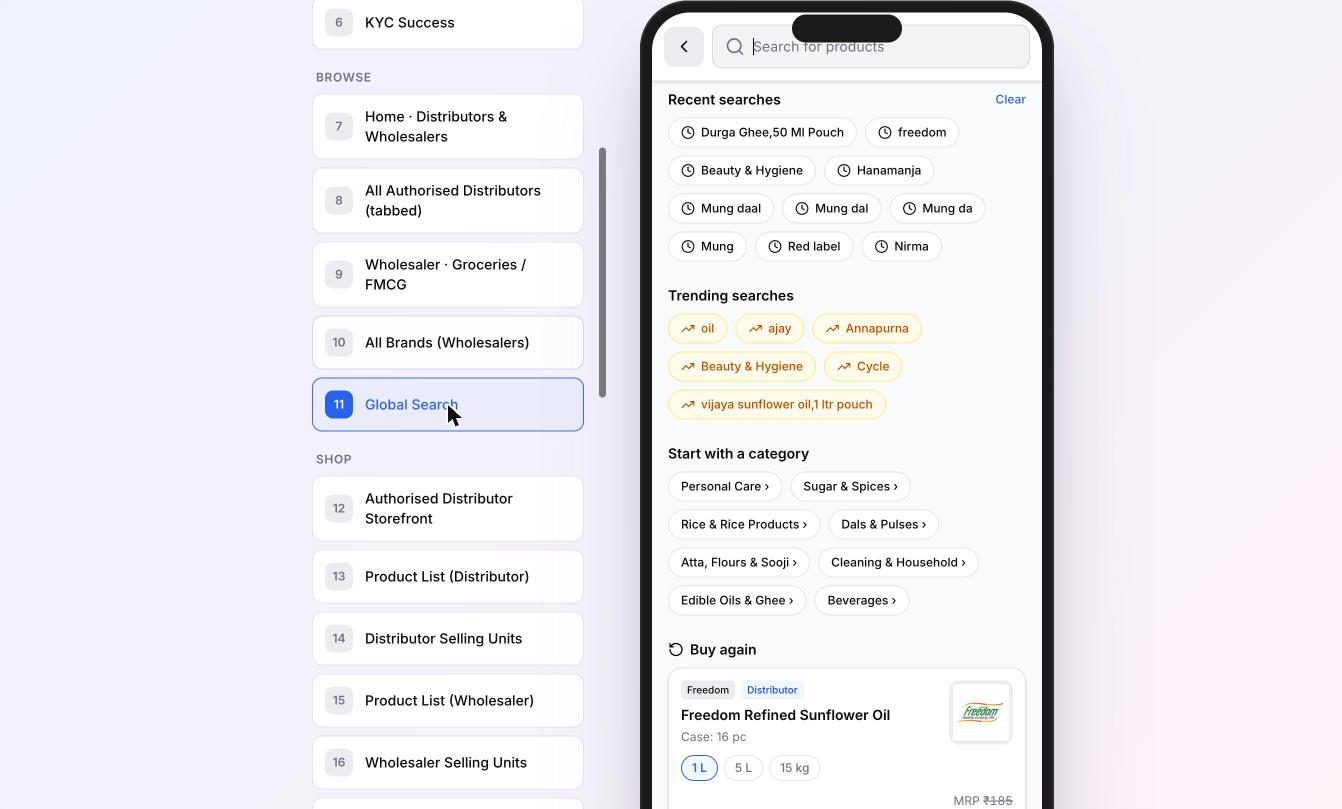 6
KYC Success
BROWSE
7
Home · Distributors &
Wholesalers
8
All Authorised Distributors
(tabbed)
9
Wholesaler · Groceries /
FMCG
10
All Brands (Wholesalers)
11
Global Search
SHOP
12
Authorised Distributor
Storefront
13
Product List (Distributor)
14
Distributor Selling Units
15
Product List (Wholesaler)
16
Wholesaler Selling Units
Search for products
Recent searches
Clear
Durga Ghee,50 Ml Pouch
freedom
Beauty & Hygiene
Hanamanja
Mung daal
Mung dal
Mung da
Mung
Red label
Nirma
Trending searches
oil
ajay
Annapurna
Beauty & Hygiene
Cycle
vijaya sunflower oil,1 ltr pouch
Start with a category
Personal Care ›
Sugar & Spices ›
Rice & Rice Products ›
Dals & Pulses ›
Atta, Flours & Sooji ›
Cleaning & Household ›
Edible Oils & Ghee ›
Beverages ›
Buy again
Freedom
Distributor
Freedom Refined Sunflower Oil
Case: 16 pc
Freedom
1 L
5 L
15 kg
MRP ₹185